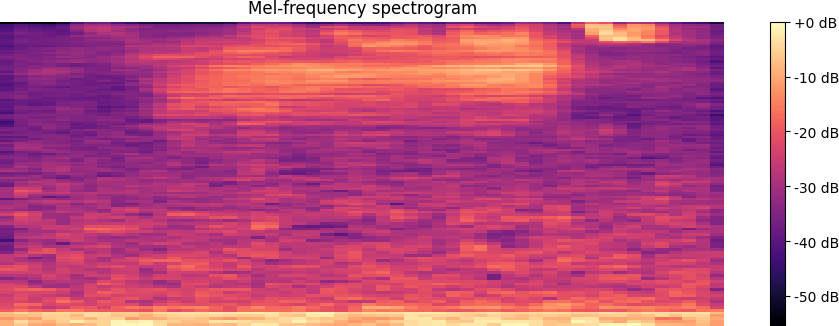 Mel-frequency spectrogram
+0 dB
-10 dB
-20 dB
-30 dB
-40 dB
-50 dB